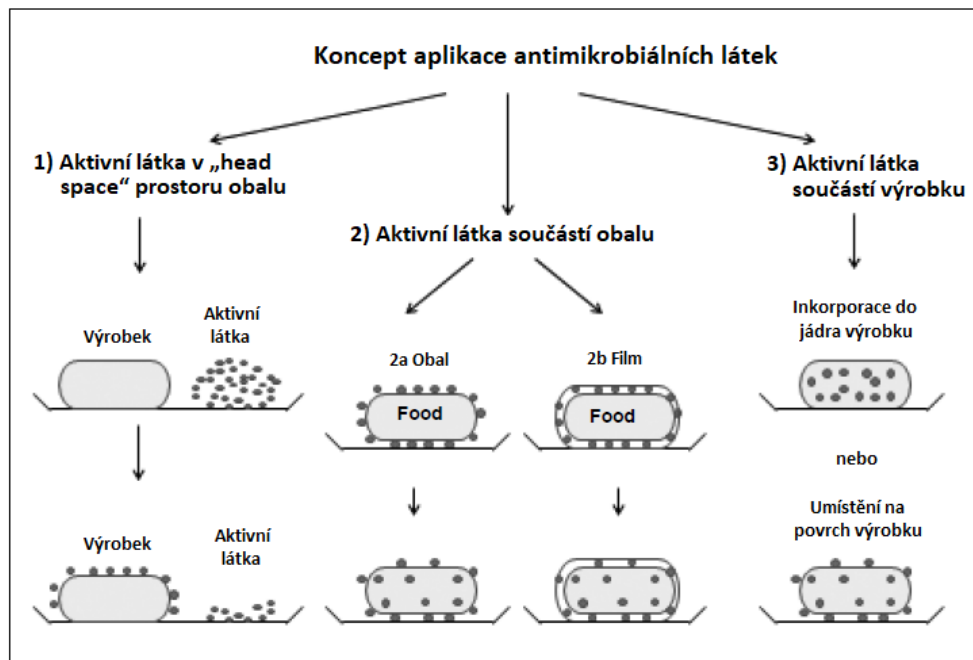 Koncept aplikace antimikrobiálních látek
1) Aktivní látka v „head
space“ prostoru obalu
2) Aktivní látka součástí obalu
3) Aktivní látka
součástí výrobku
Výrobek
Aktivní
látka
2a Obal
Food
2b Film
Food
Inkorporace do
jádra výrobku
nebo
Výrobek
Aktivní
látka
Umístění na
povrch výrobku